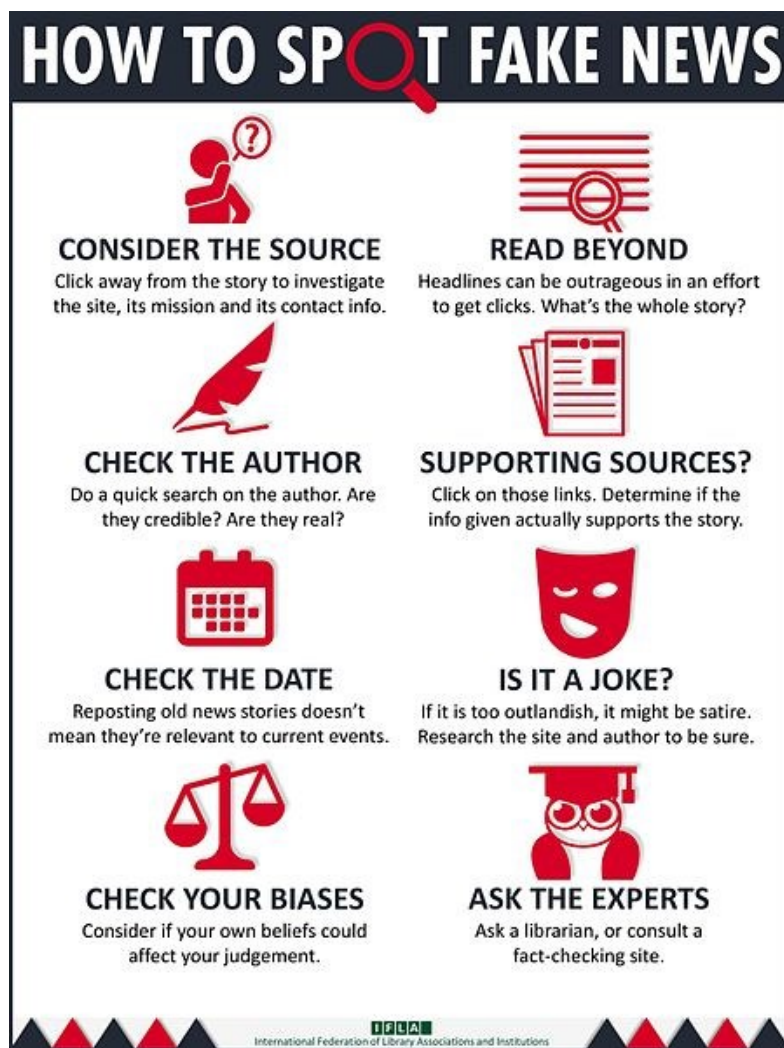 HOW TO SPOT FAKE NEWS
?
CONSIDER THE SOURCE
Click away from the story to investigate
the site, its mission and its contact info.
READ BEYOND
Headlines can be outrageous in an effort
to get clicks. What's the whole story?
CHECK THE AUTHOR
Do a quick search on the author. Are
they credible? Are they real?
SUPPORTING SOURCES?
Click on those links. Determine if the
info given actually supports the story.
CHECK THE DATE
Reposting old news stories doesn't
mean they're relevant to current events.
IS IT A JOKE?
If it is too outlandish, it might be satire.
Research the site and author to be sure.
CHECK YOUR BIASES
Consider if your own beliefs could
affect your judgement.
ASK THE EXPERTS
Ask a librarian, or consult a
fact-checking site.
IFLA
International Federation of Library Associations and Institutions